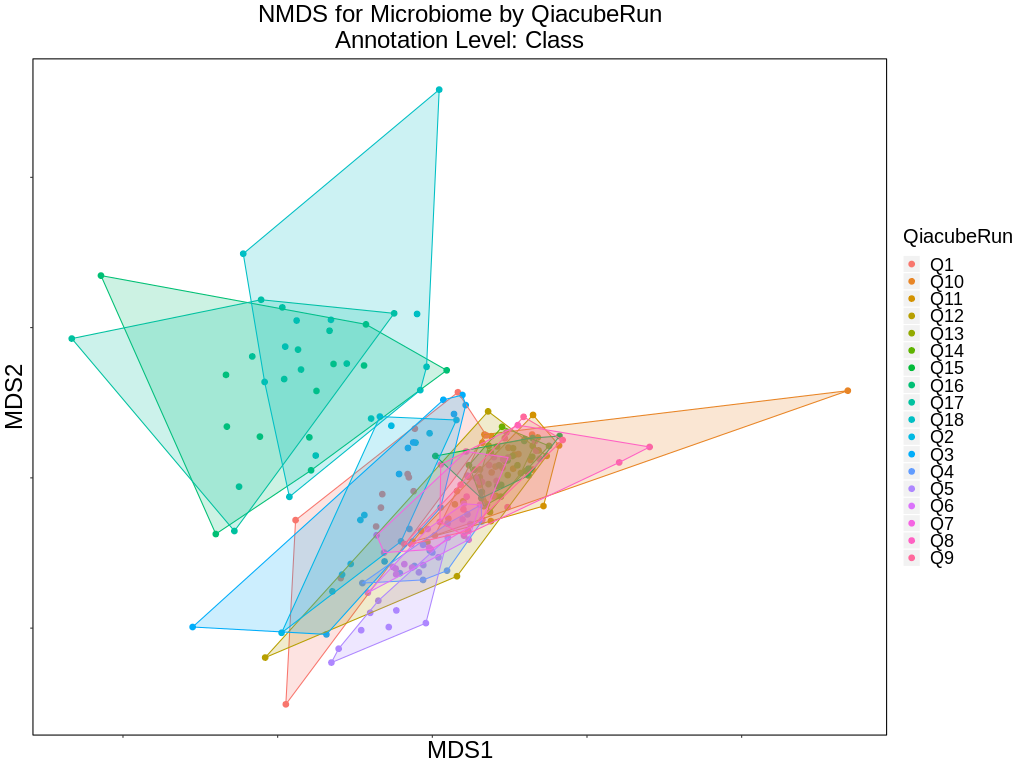 NMDS for Microbiome by QiacubeRun
Annotation Level: Class
MDS2
MDS1
QiacubeRun
Q1
Q10
Q11
Q12
Q13
Q14
Q15
Q16
Q17
Q18
Q2
Q3
Q4
Q5
Q6
Q7
Q8
Q9